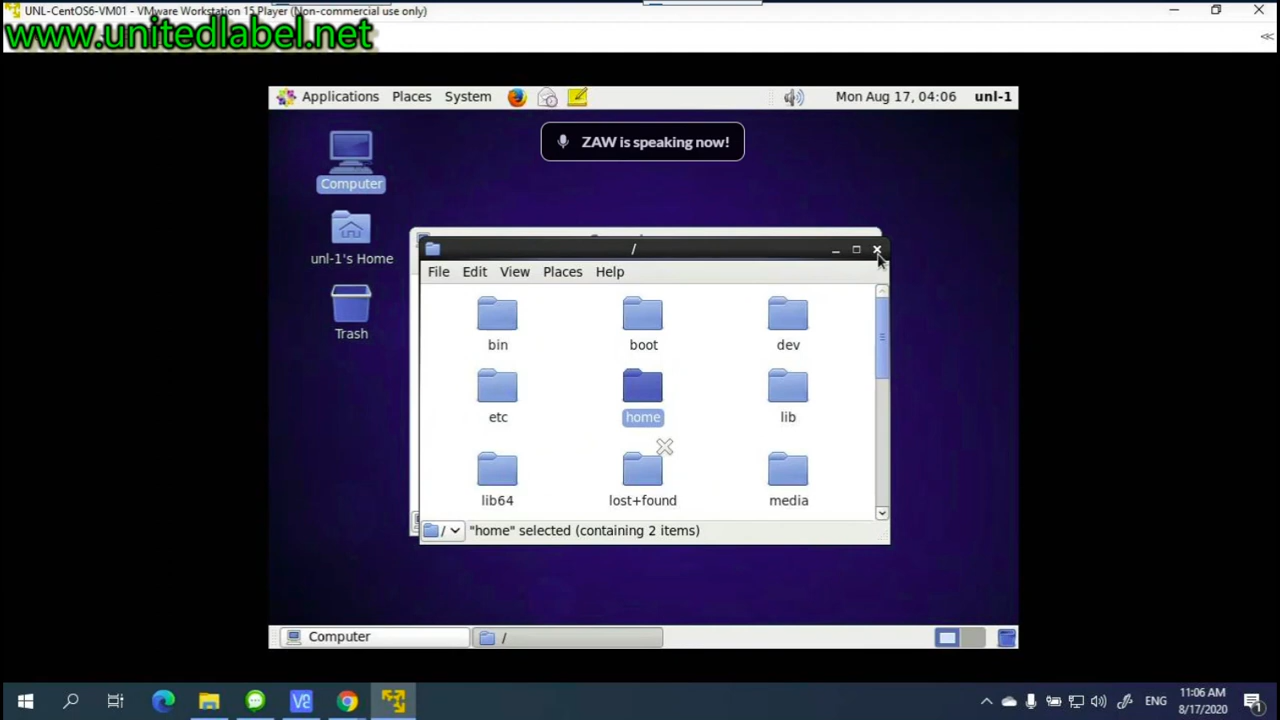 UNL-CentOS6-VM01 - VMware Workstation 15 Player (Non-commercial use only)
www.unitedlabel.net
Applications Places System Mon Aug 17, 04:06 unl-1
ZAW is speaking now!
Computer
unl-1's Home
Trash
/
File Edit View Places Help
bin boot dev
etc home lib
lib64 lost+found media
/ "home" selected (containing 2 items)
Computer /
ENG 11:06 AM
8/17/2020
1